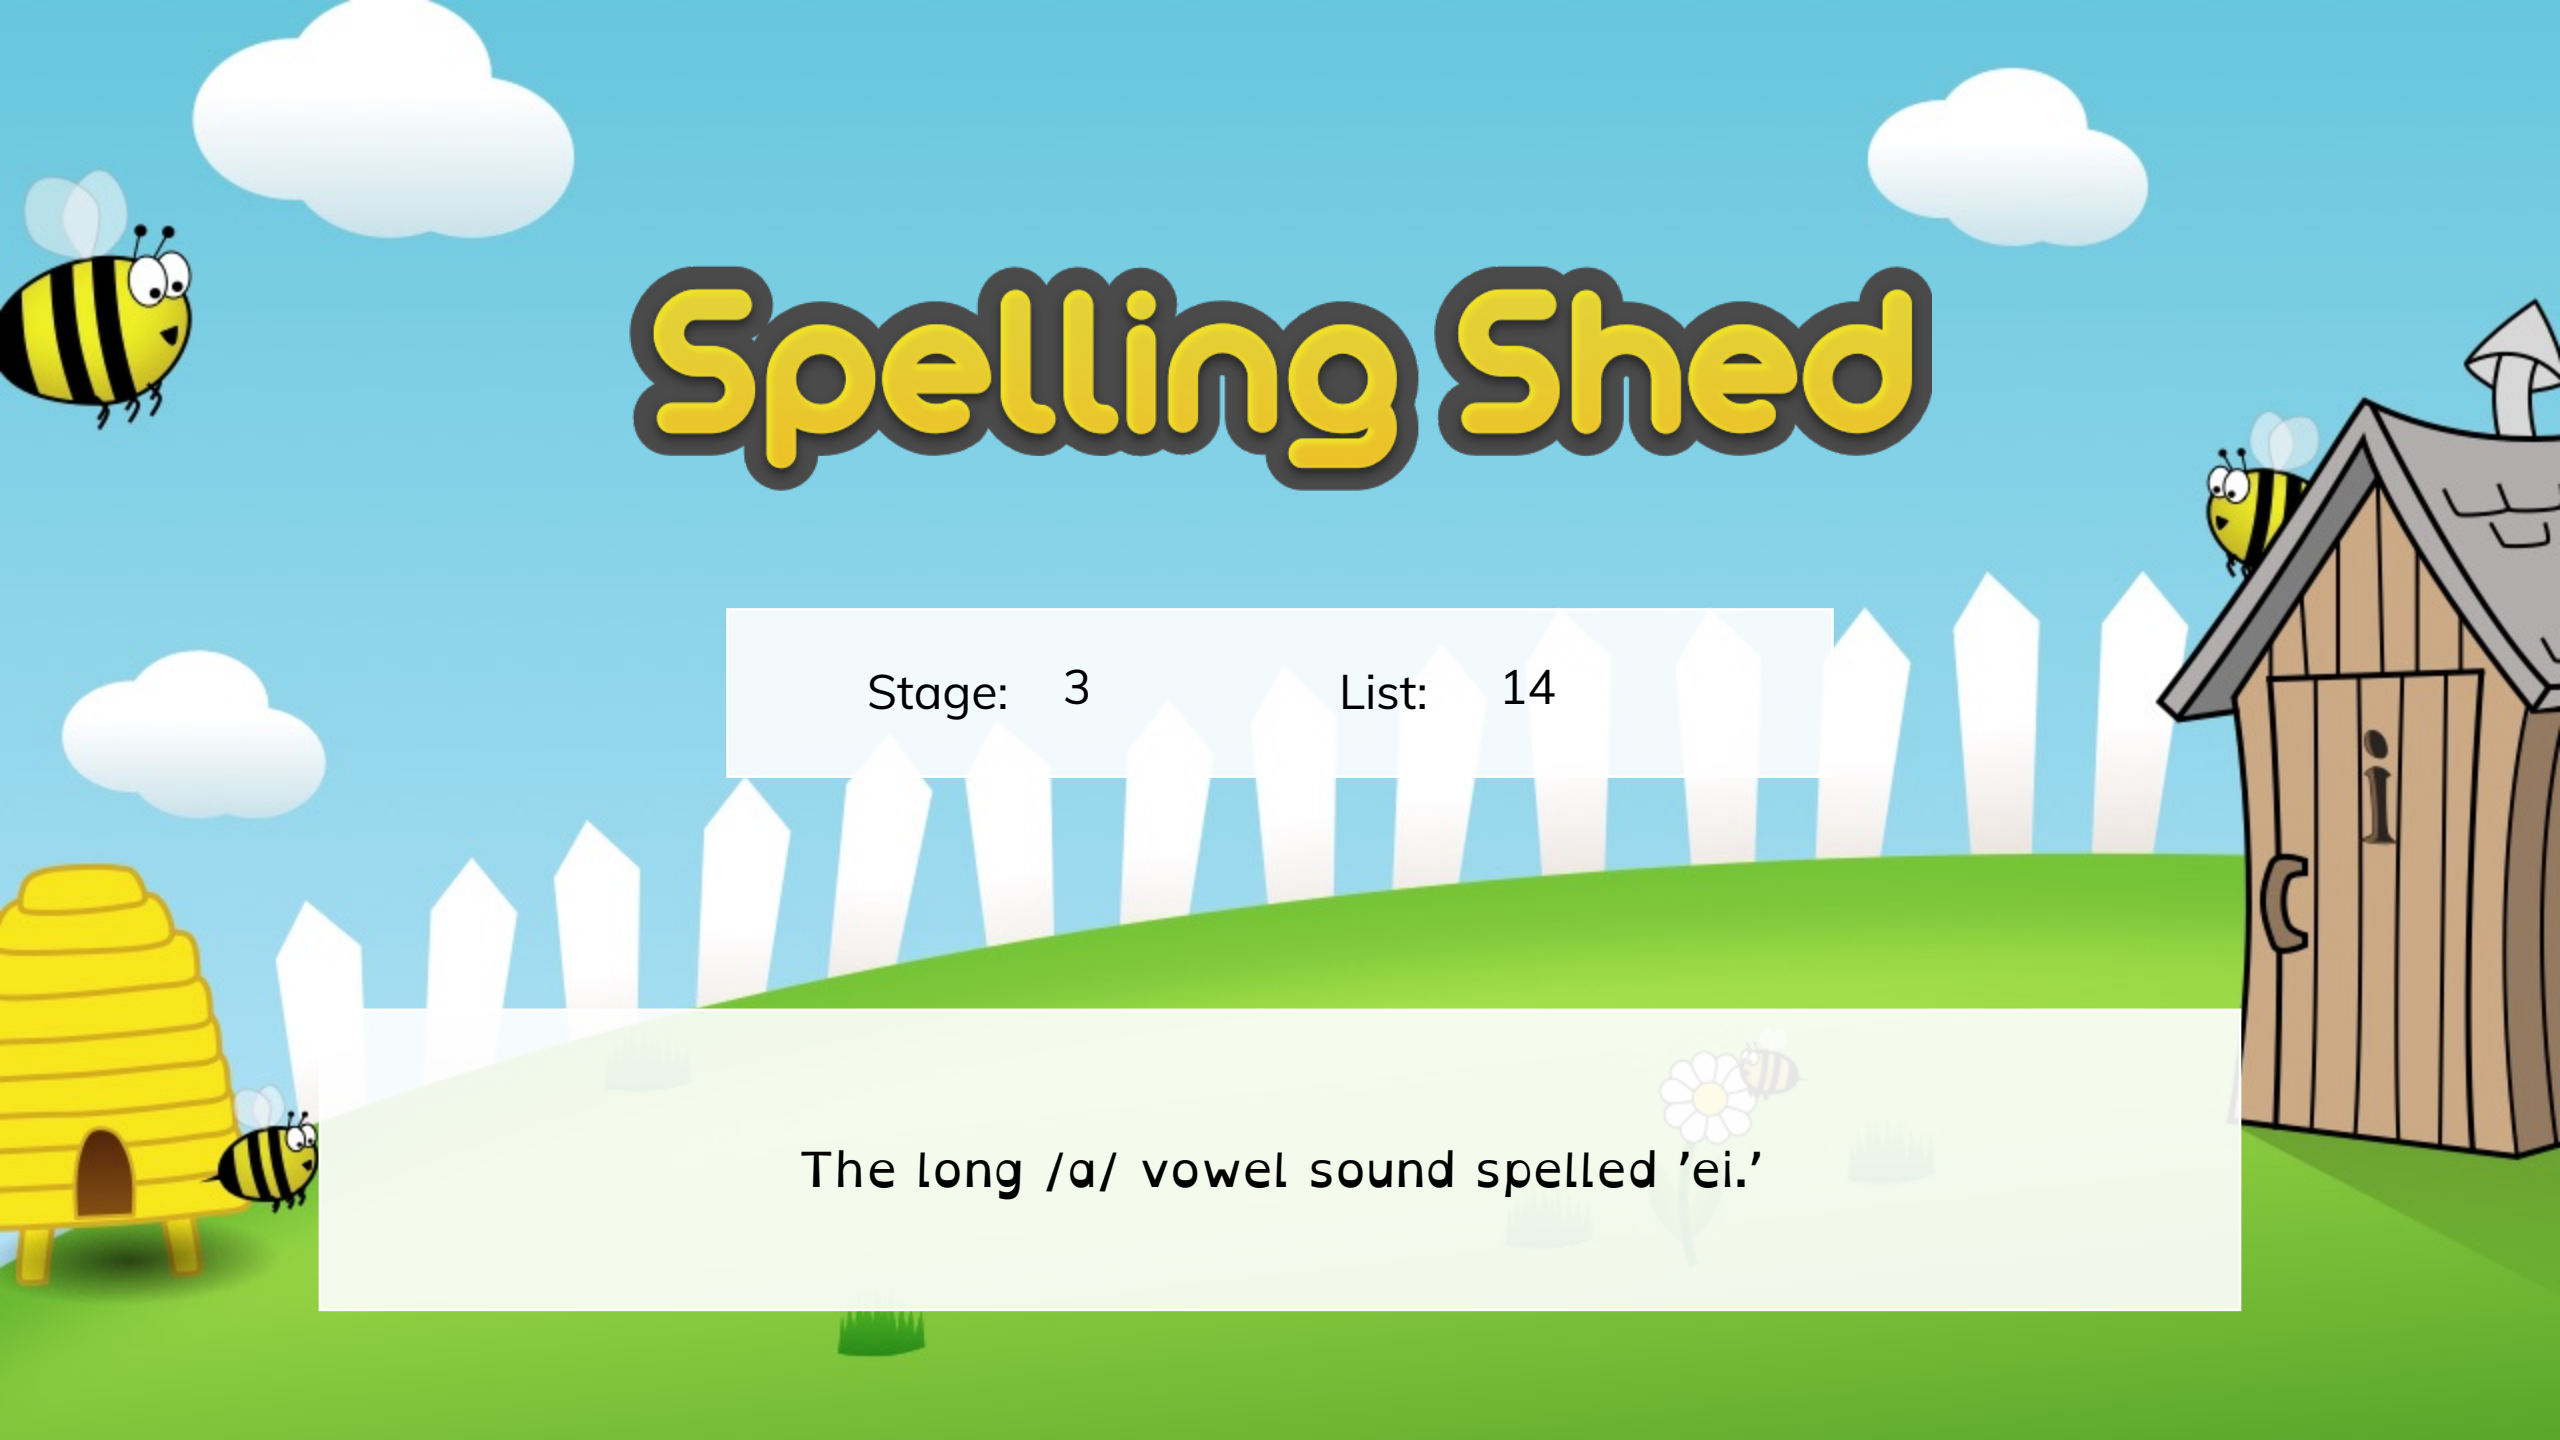 Spelling Shed
Stage: 3 List: 14
The long /a/ vowel sound spelled ’ei.’
i